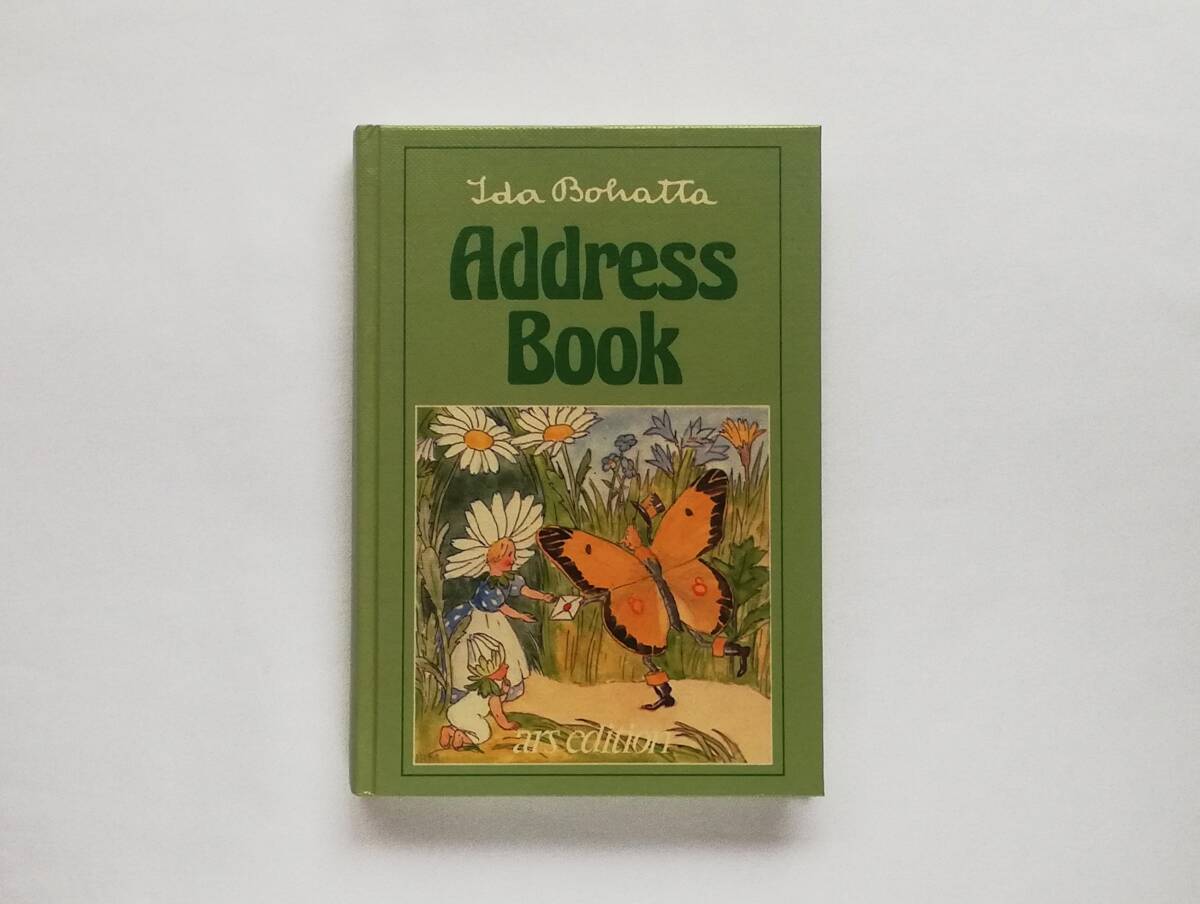 Ida Bohatta
Address
Book
ars edition